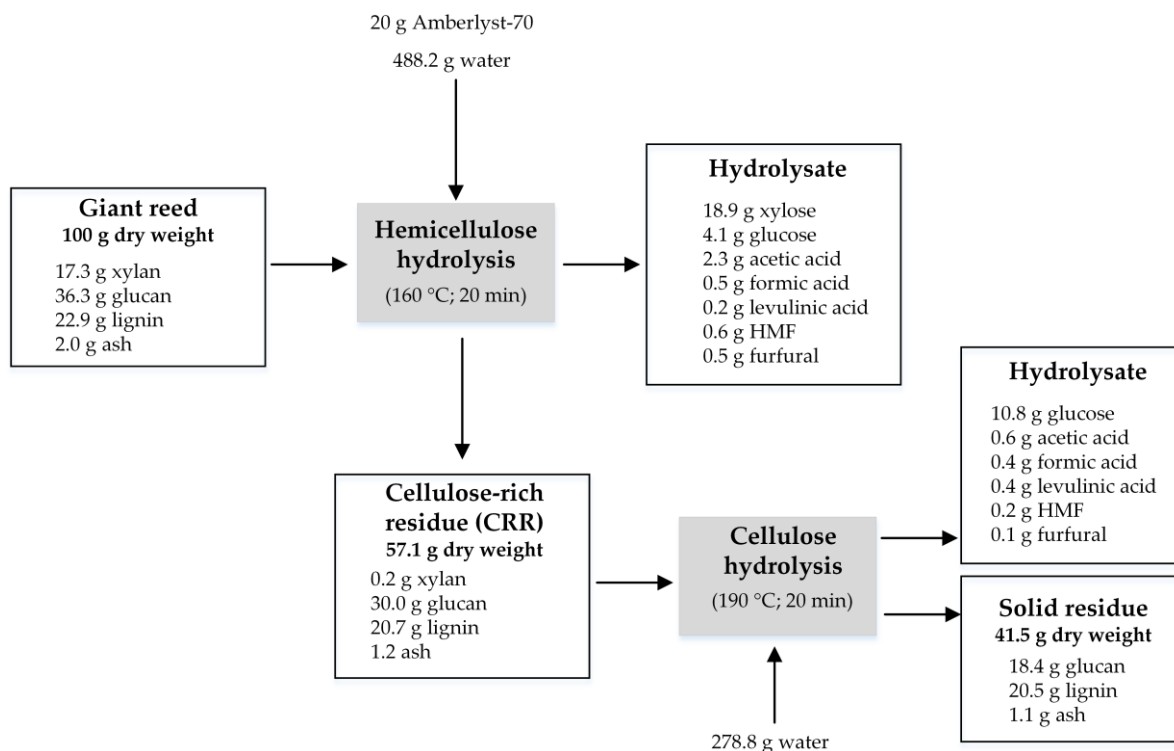 20 g Amberlyst-70
488.2 g water
Giant reed
100 g dry weight
17.3 g xylan
36.3 g glucan
22.9 g lignin
2.0 g ash
Hemicellulose
hydrolysis
(160 °C; 20 min)
Hydrolysate
18.9 g xylose
4.1 g glucose
2.3 g acetic acid
0.5 g formic acid
0.2 g levulinic acid
0.6 g HMF
0.5 g furfural
Cellulose-rich
residue (CRR)
57.1 g dry weight
0.2 g xylan
30.0 g glucan
20.7 g lignin
1.2 ash
Cellulose
hydrolysis
(190 °C; 20 min)
278.8 g water
Hydrolysate
10.8 g glucose
0.6 g acetic acid
0.4 g formic acid
0.4 g levulinic acid
0.2 g HMF
0.1 g furfural
Solid residue
41.5 g dry weight
18.4 g glucan
20.5 g lignin
1.1 g ash